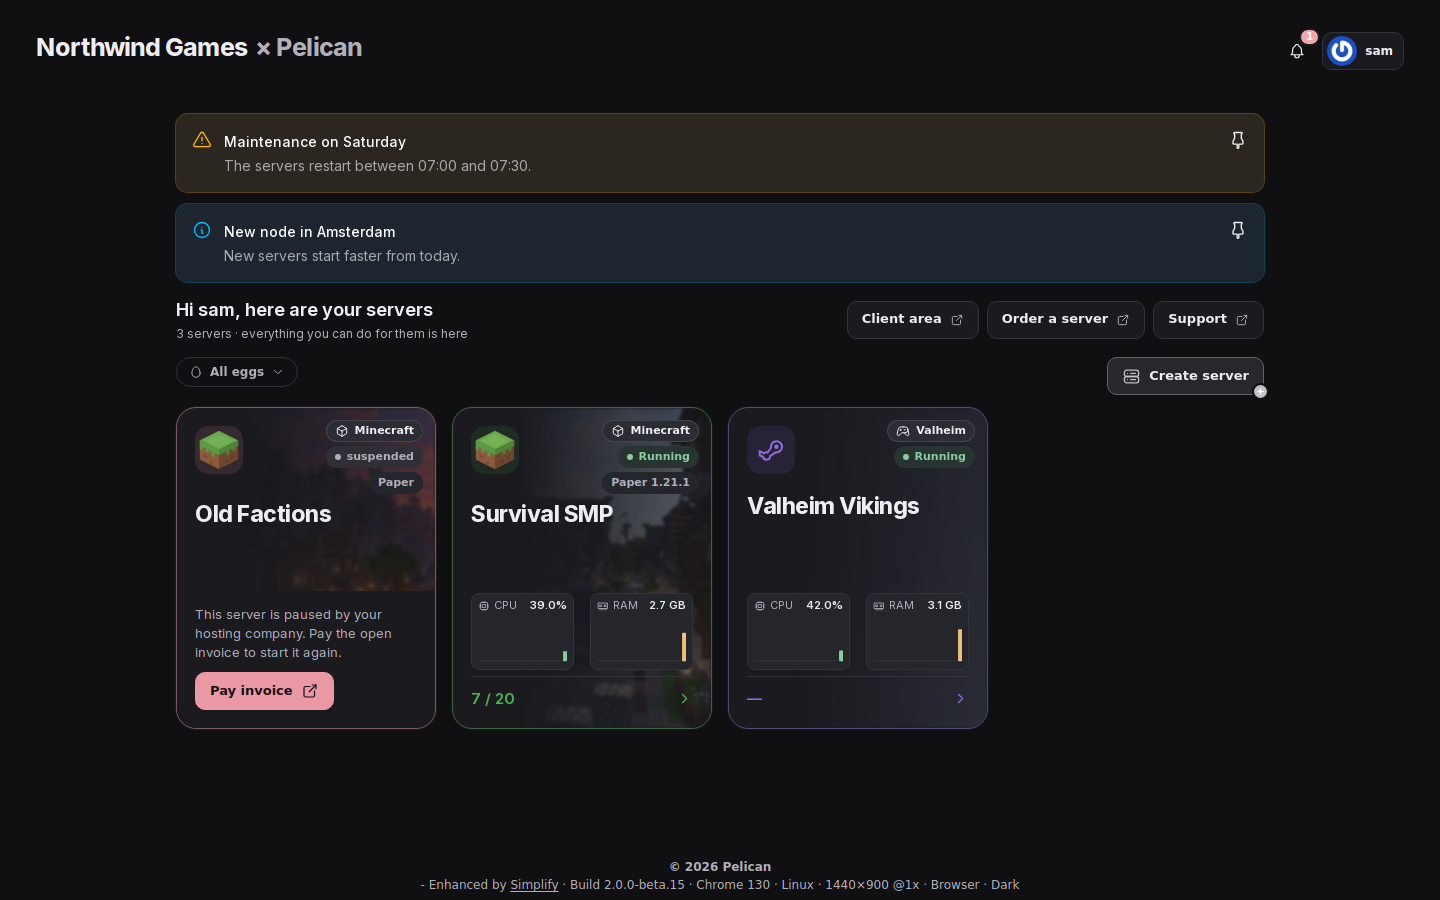 Northwind Games × Pelican
1
sam
Maintenance on Saturday
The servers restart between 07:00 and 07:30.
New node in Amsterdam
New servers start faster from today.
Hi sam, here are your servers
3 servers · everything you can do for them is here
Client area
Order a server
Support
All eggs
Create server
Minecraft
suspended
Paper
Old Factions
This server is paused by your
hosting company. Pay the open
invoice to start it again.
Pay invoice
Minecraft
Running
Paper 1.21.1
Survival SMP
CPU 39.0%
RAM 2.7 GB
7 / 20
Valheim
Running
Valheim Vikings
CPU 42.0%
RAM 3.1 GB
—
© 2026 Pelican
- Enhanced by Simplify · Build 2.0.0-beta.15 · Chrome 130 · Linux · 1440×900 @1x · Browser · Dark